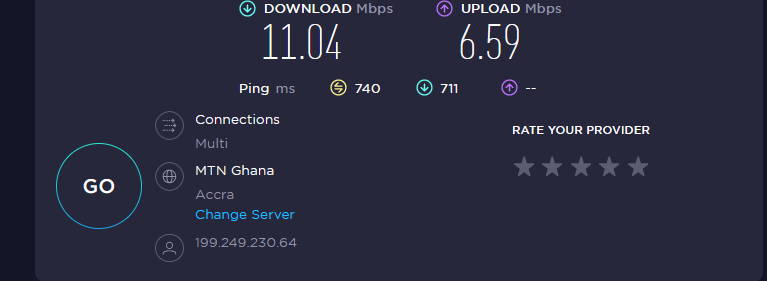 DOWNLOAD Mbps UPLOAD Mbps
11.04 6.59
Ping ms 740 711 --
Connections
Multi
RATE YOUR PROVIDER
GO
MTN Ghana
Accra
Change Server
199.249.230.64